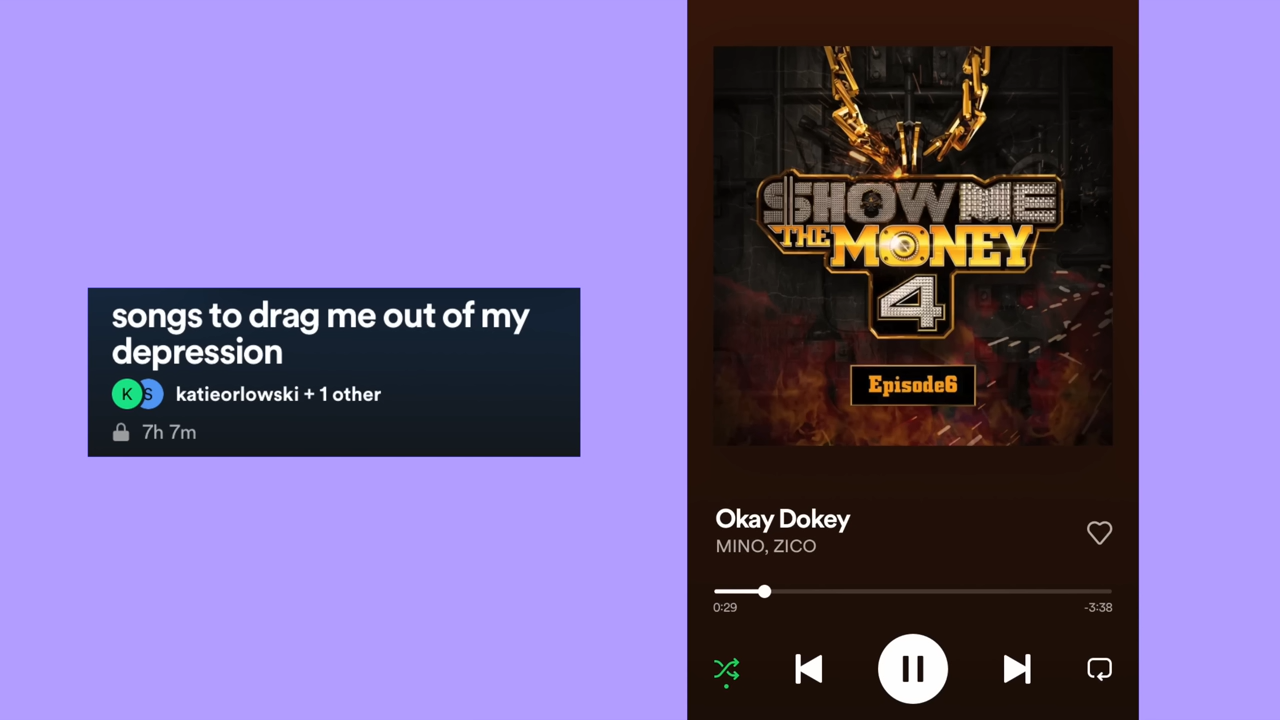 songs to drag me out of my
depression
K S katieorlowski + 1 other
7h 7m
$HOW ME
THE MONEY
4
Episode6
Okay Dokey
MINO, ZICO
0:29 -3:38